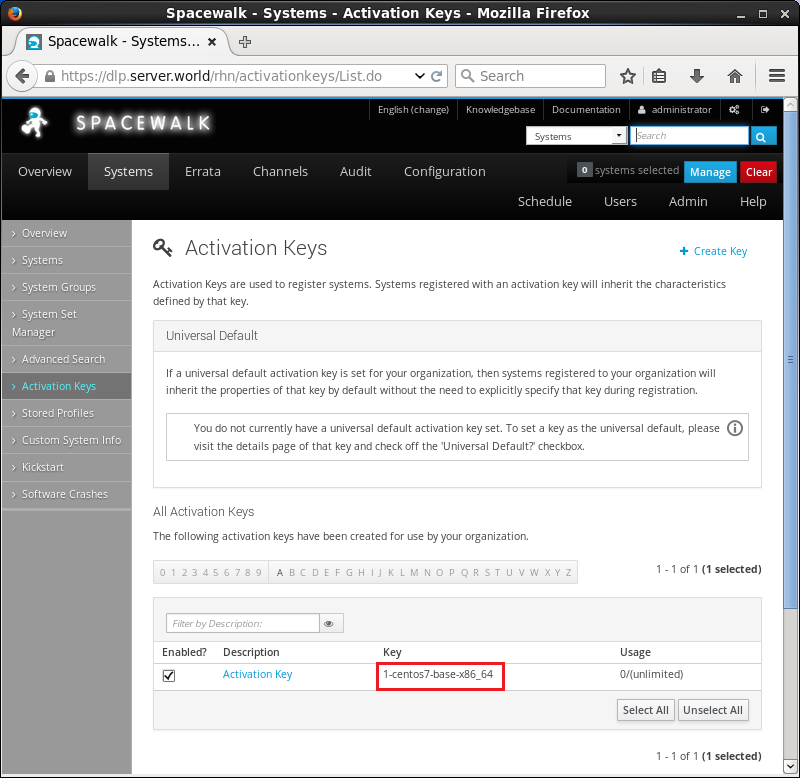 Spacewalk - Systems - Activation Keys - Mozilla Firefox
Spacewalk - Systems...
https://dlp.server.world/rhn/activationkeys/List.do
Search
English (change)
Knowledgebase
Documentation
administrator
SPACEWALK
Systems
Search
Overview
Systems
Errata
Channels
Audit
Configuration
0 systems selected
Manage
Clear
Schedule
Users
Admin
Help
Overview
Systems
System Groups
System Set
Manager
Advanced Search
Activation Keys
Stored Profiles
Custom System Info
Kickstart
Software Crashes
Activation Keys
+ Create Key
Activation Keys are used to register systems. Systems registered with an activation key will inherit the characteristics
defined by that key.
Universal Default
If a universal default activation key is set for your organization, then systems registered to your organization will
inherit the properties of that key by default without the need to explicitly specify that key during registration.
You do not currently have a universal default activation key set. To set a key as the universal default, please
visit the details page of that key and check off the 'Universal Default?' checkbox.
All Activation Keys
The following activation keys have been created for use by your organization.
0 1 2 3 4 5 6 7 8 9 A B C D E F G H I J K L M N O P Q R S T U V W X Y Z
1 - 1 of 1 (1 selected)
Filter by Description:
Enabled? Description Key Usage
Activation Key 1-centos7-base-x86_64 0/(unlimited)
Select All
Unselect All
1 - 1 of 1 (1 selected)